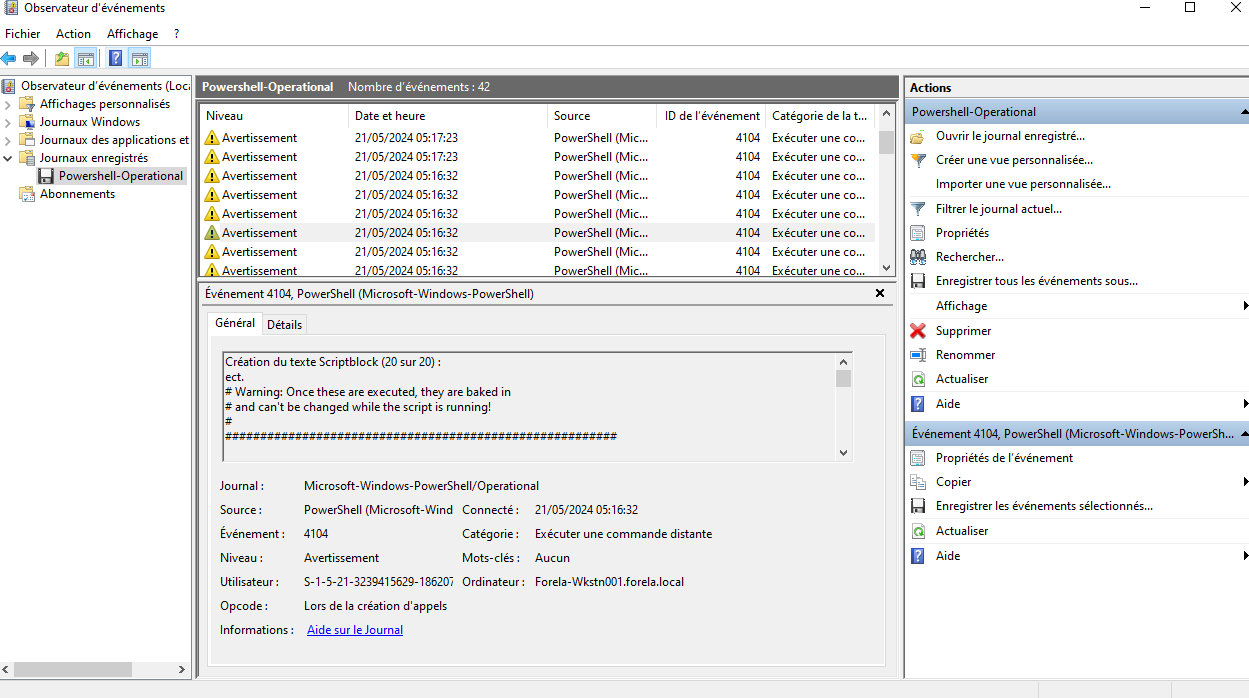 Observateur d'événements
Fichier Action Affichage ?
Observateur d'événements (Loca
Affichages personnalisés
Journaux Windows
Journaux des applications et
Journaux enregistrés
Powershell-Operational
Abonnements
Powershell-Operational Nombre d'événements : 42
Niveau Date et heure Source ID de l'événement Catégorie de la t...
Avertissement 21/05/2024 05:17:23 PowerShell (Mic... 4104 Exécuter une co...
Avertissement 21/05/2024 05:17:23 PowerShell (Mic... 4104 Exécuter une co...
Avertissement 21/05/2024 05:16:32 PowerShell (Mic... 4104 Exécuter une co...
Avertissement 21/05/2024 05:16:32 PowerShell (Mic... 4104 Exécuter une co...
Avertissement 21/05/2024 05:16:32 PowerShell (Mic... 4104 Exécuter une co...
Avertissement 21/05/2024 05:16:32 PowerShell (Mic... 4104 Exécuter une co...
Avertissement 21/05/2024 05:16:32 PowerShell (Mic... 4104 Exécuter une co...
Avertissement 21/05/2024 05:16:32 PowerShell (Mic... 4104 Exécuter une co...
Événement 4104, PowerShell (Microsoft-Windows-PowerShell)
Général Détails
Création du texte Scriptblock (20 sur 20) :
ect.
# Warning: Once these are executed, they are baked in
# and can't be changed while the script is running!
#
########################################################
Journal : Microsoft-Windows-PowerShell/Operational
Source : PowerShell (Microsoft-Wind Connecté : 21/05/2024 05:16:32
Événement : 4104 Catégorie : Exécuter une commande distante
Niveau : Avertissement Mots-clés : Aucun
Utilisateur : S-1-5-21-3239415629-186207 Ordinateur : Forela-Wkstn001.forela.local
Opcode : Lors de la création d'appels
Informations : Aide sur le Journal
Actions
Powershell-Operational
Ouvrir le journal enregistré...
Créer une vue personnalisée...
Importer une vue personnalisée...
Filtrer le journal actuel...
Propriétés
Rechercher...
Enregistrer tous les événements sous...
Affichage
Supprimer
Renommer
Actualiser
Aide
Événement 4104, PowerShell (Microsoft-Windows-PowerSh...
Propriétés de l'événement
Copier
Enregistrer les événements sélectionnés...
Actualiser
Aide